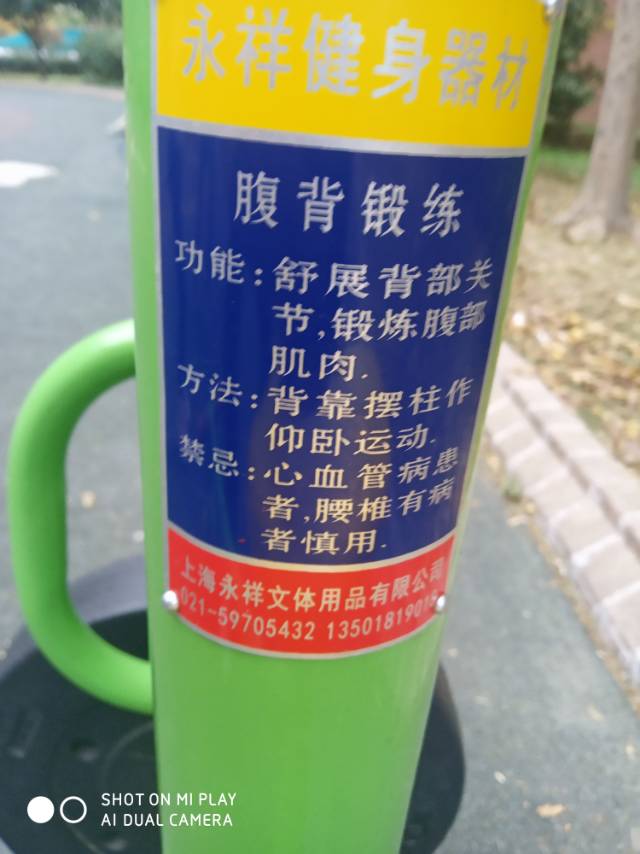 永祥健身器材
腹背锻练
功能:舒展背部关
节,锻炼腹部
肌肉.
方法:背靠摆柱作
仰卧运动.
禁忌:心血管病患
者,腰椎有病
者慎用.
上海永祥文体用品有限公司
021-59705432
SHOT ON MI PLAY
AI DUAL CAMERA